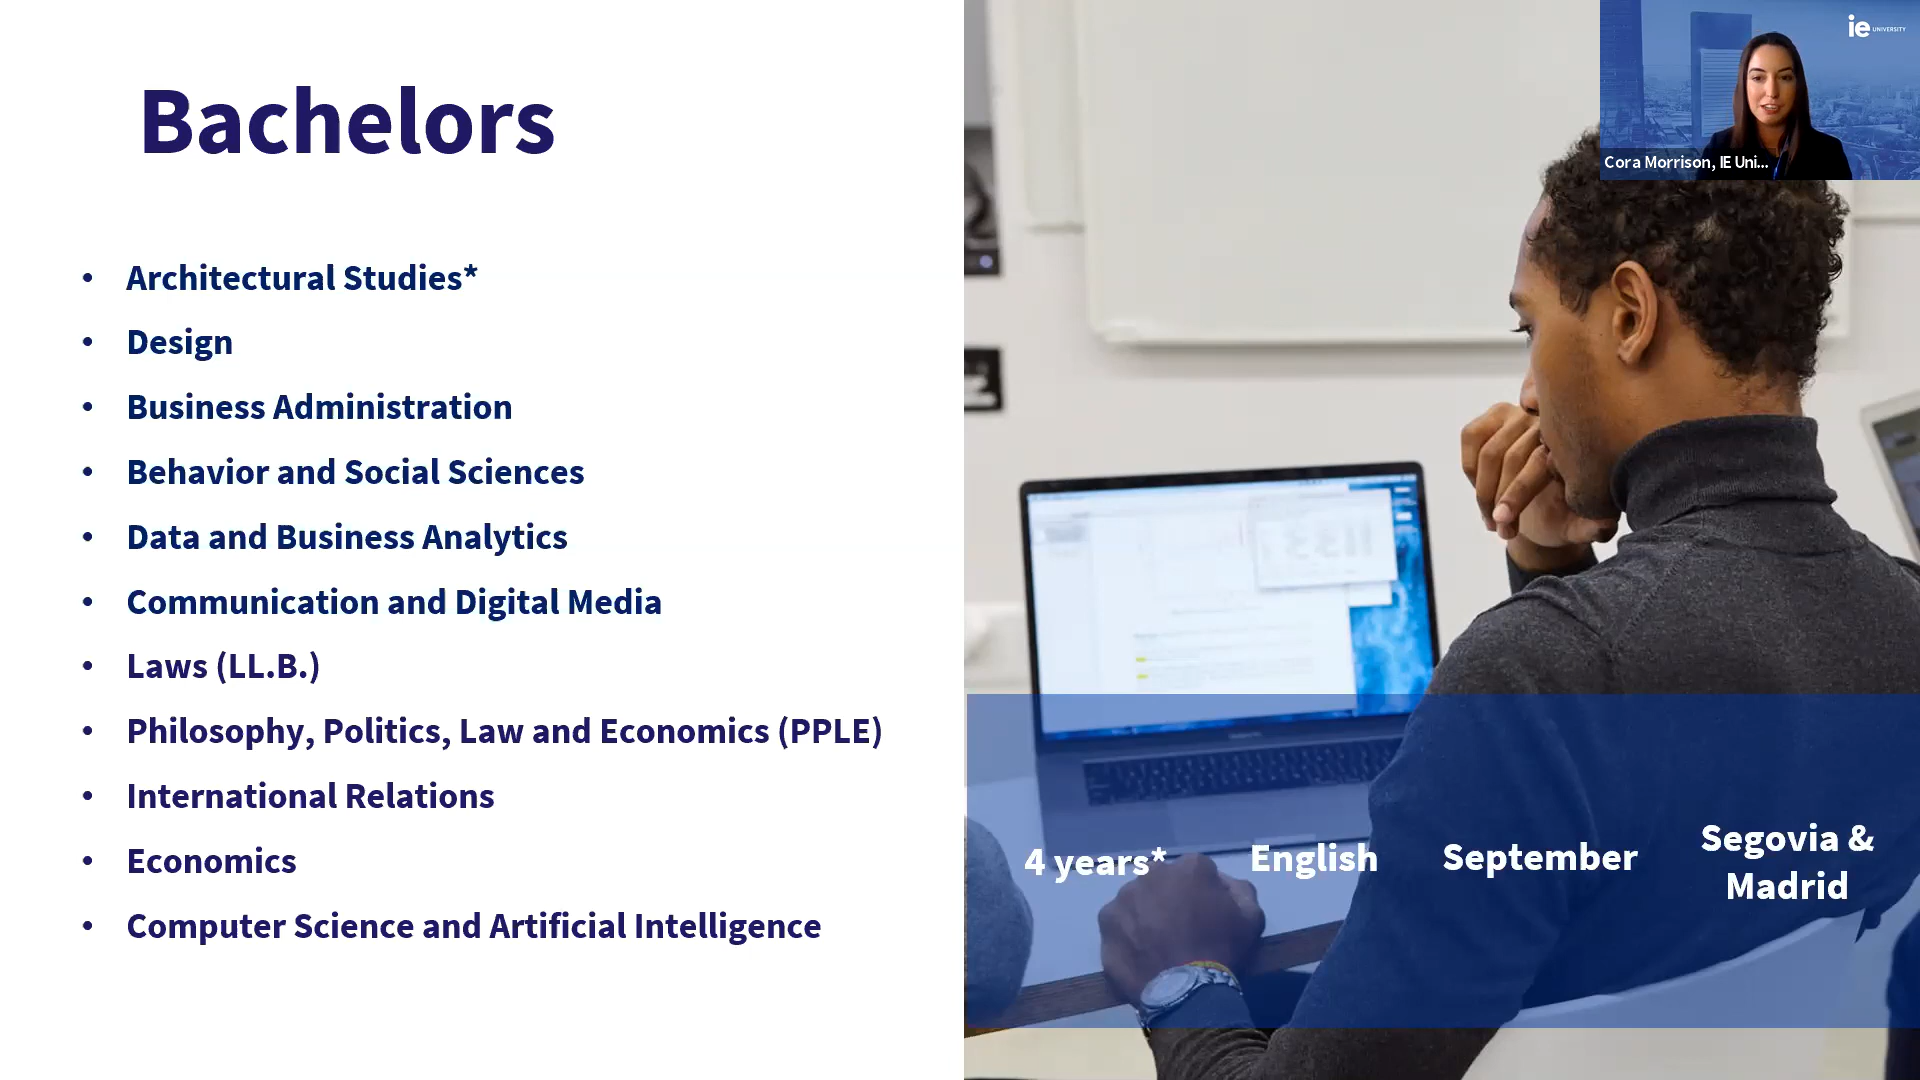 Bachelors
• Architectural Studies*
• Design
• Business Administration
• Behavior and Social Sciences
• Data and Business Analytics
• Communication and Digital Media
• Laws (LL.B.)
• Philosophy, Politics, Law and Economics (PPLE)
• International Relations
• Economics
• Computer Science and Artificial Intelligence
ie UNIVERSITY
Cora Morrison, IE Uni...
4 years*
English
September
Segovia &
Madrid